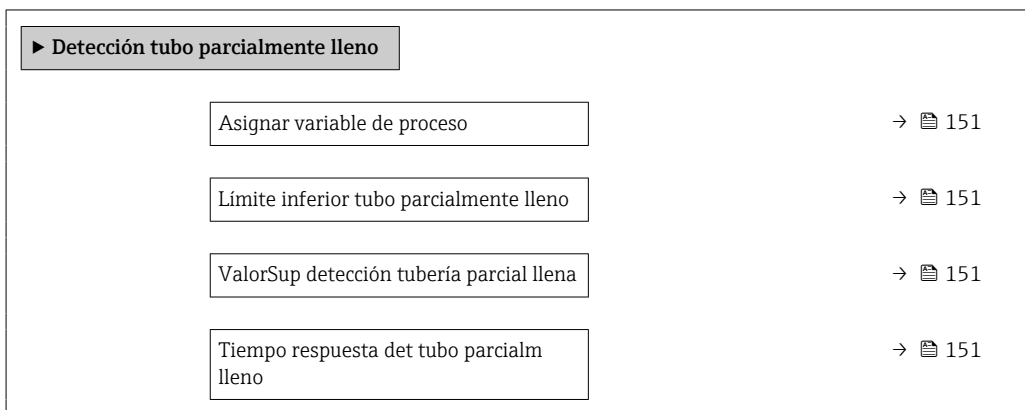 ▶ Detección tubo parcialmente lleno
Asignar variable de proceso → 151
Límite inferior tubo parcialmente lleno → 151
ValorSup detección tubería parcial llena → 151
Tiempo respuesta det tubo parcialm → 151
lleno